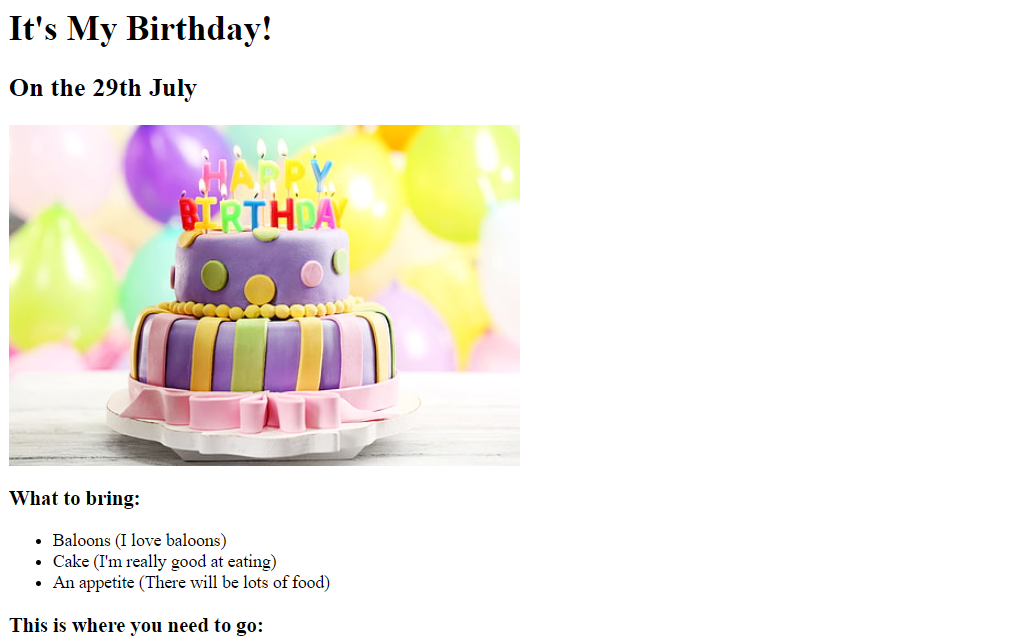 It's My Birthday!
On the 29th July
HAPPY
BIRTHDAY
What to bring:
Baloons (I love baloons)
Cake (I'm really good at eating)
An appetite (There will be lots of food)
This is where you need to go: